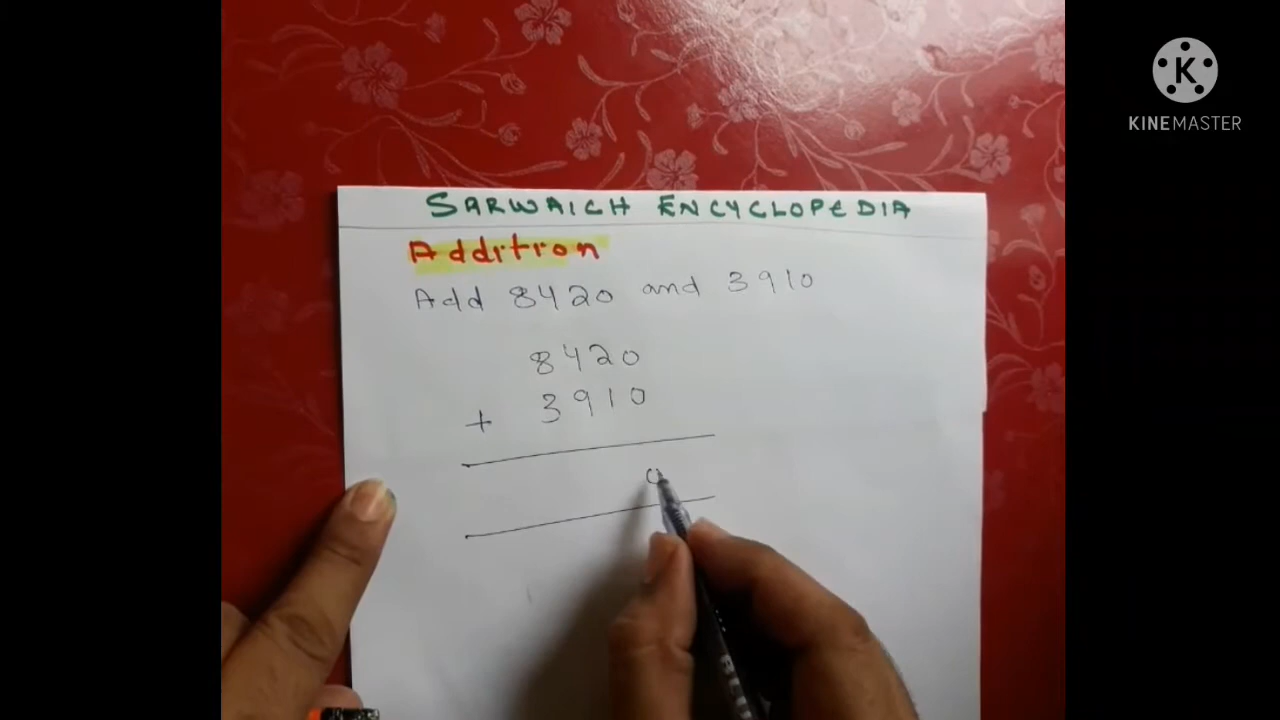 KINEMASTER
SARWAICH ENCYCLOPEDIA
Addition
Add 8420 and 3910
8420
+ 3910
0